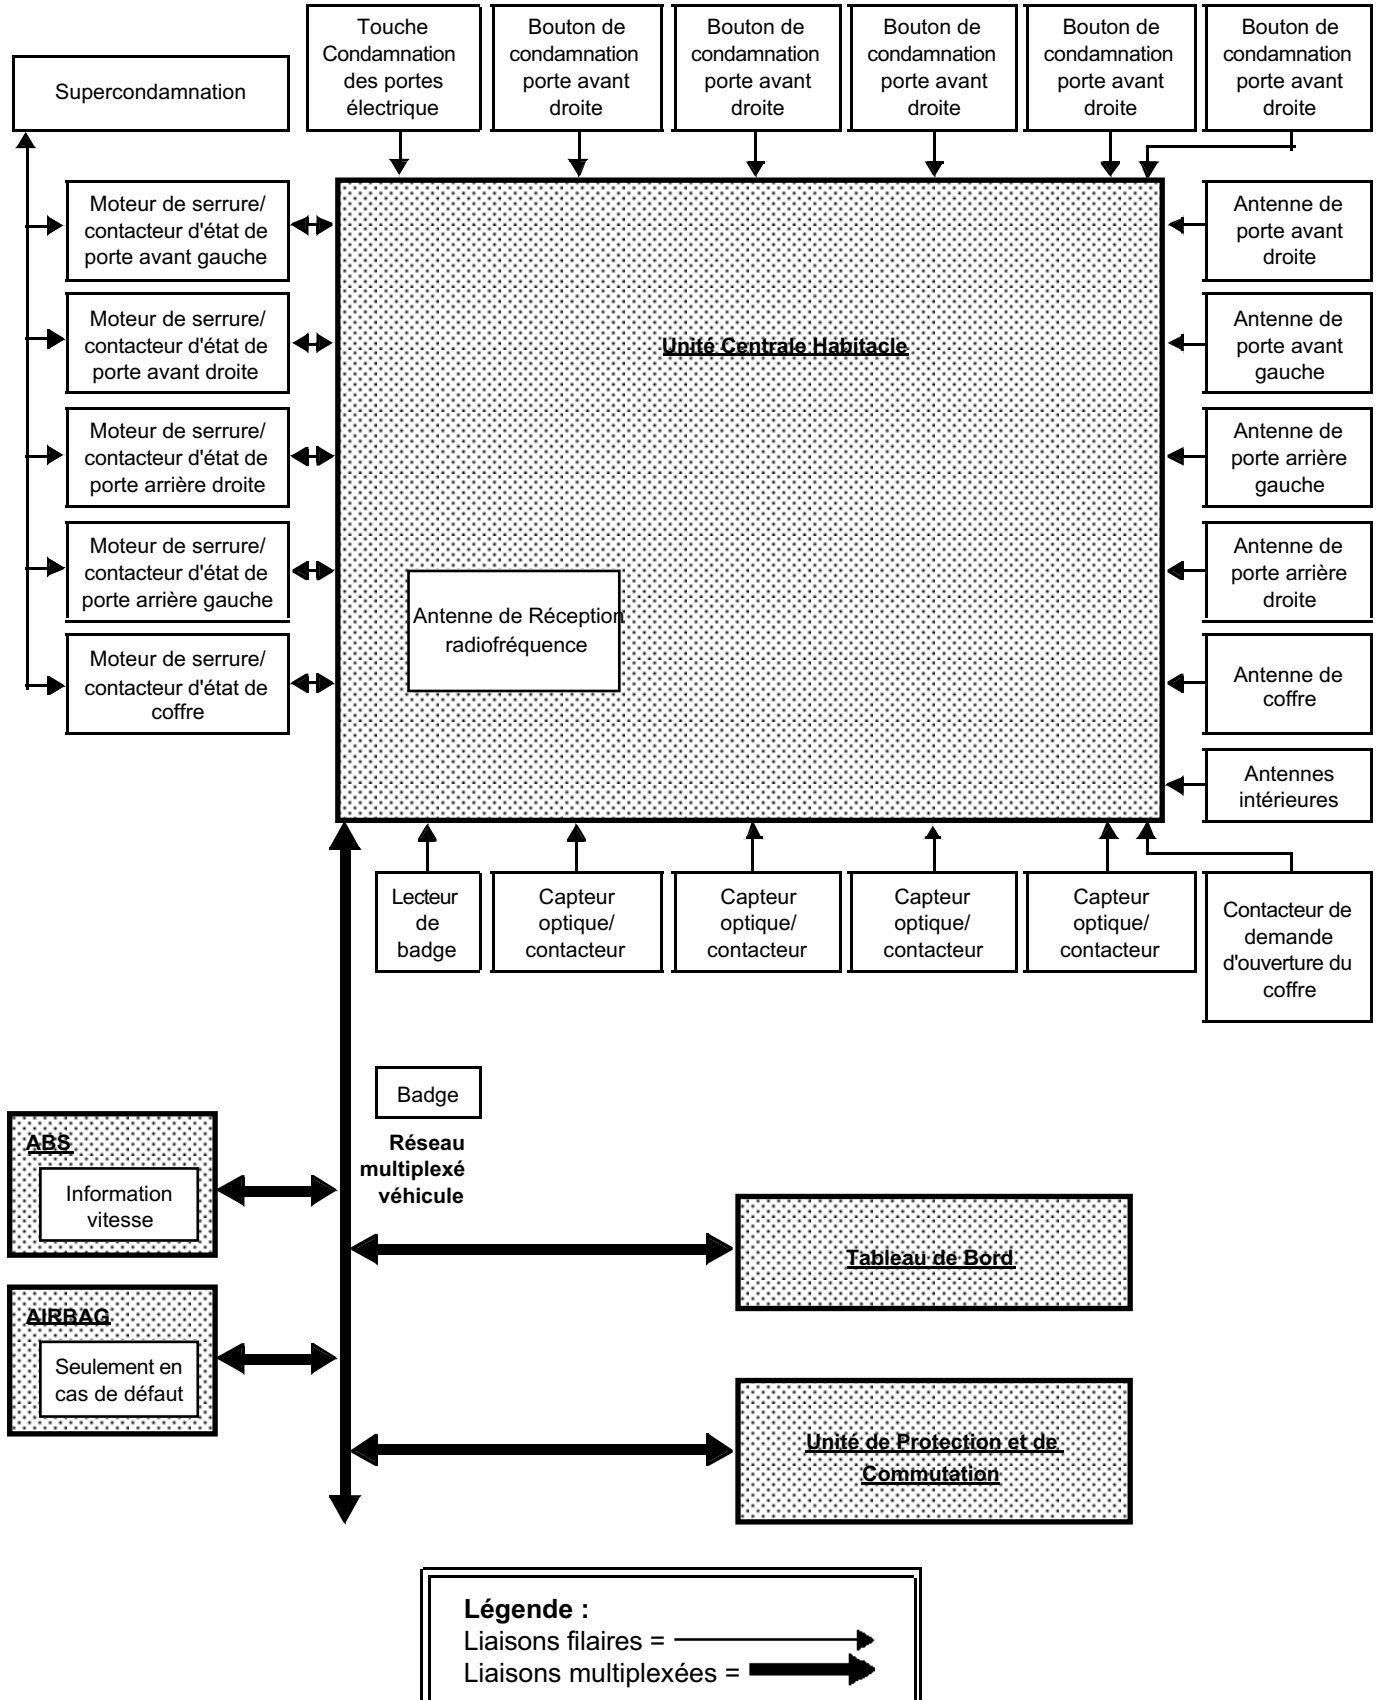 Supercondamnation
Touche
Condamnation
des portes
électrique
Bouton de
condamnation
porte avant
droite
Bouton de
condamnation
porte avant
droite
Bouton de
condamnation
porte avant
droite
Bouton de
condamnation
porte avant
droite
Bouton de
condamnation
porte avant
droite
Moteur de serrure/
contacteur d'état de
porte avant gauche
Moteur de serrure/
contacteur d'état de
porte avant droite
Moteur de serrure/
contacteur d'état de
porte arrière droite
Moteur de serrure/
contacteur d'état de
porte arrière gauche
Moteur de serrure/
contacteur d'état de
coffre
Unité Centrale Habitacle
Antenne de Réception
radiofréquence
Antenne de
porte avant
droite
Antenne de
porte avant
gauche
Antenne de
porte arrière
gauche
Antenne de
porte arrière
droite
Antenne de
coffre
Antennes
intérieures
Lecteur
de
badge
Capteur
optique/
contacteur
Capteur
optique/
contacteur
Capteur
optique/
contacteur
Capteur
optique/
contacteur
Contacteur de
demande
d'ouverture du
coffre
Badge
Réseau
multiplexé
véhicule
ABS
Information
vitesse
AIRBAG
Seulement en
cas de défaut
Tableau de Bord
Unité de Protection et de
Commutation
Légende :
Liaisons filaires =
Liaisons multiplexées =